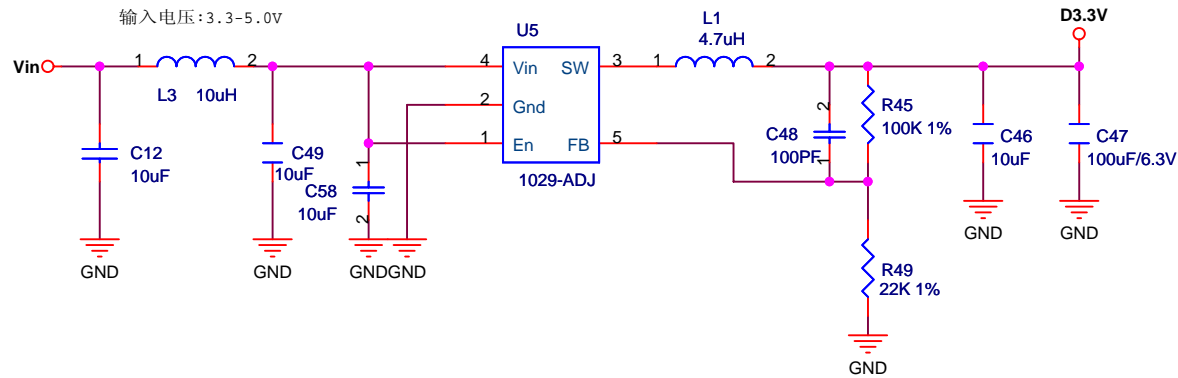 输入电压:3.3-5.0V
D3.3V
Vin
1
2
L3 10uH
U5
4 Vin SW 3
2 Gnd
1 En FB 5
1029-ADJ
L1
4.7uH
1
2
C12
10uF
C49
10uF
1
C58
10uF
2
2
C48
100PF
1
R45
100K 1%
C46
10uF
C47
100uF/6.3V
R49
22K 1%
GND
GND
GND
GND
GND
GND
GND